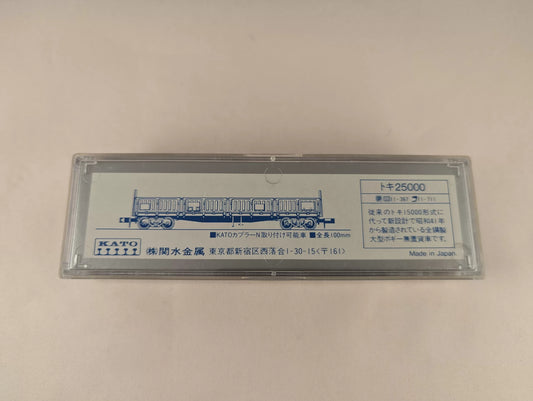 トキ25000
11-711
従来のトキ15000形式に
代って新設計で昭和41年
から製造されている全鋼製
大型ボギー無蓋貨車です。
■KATOカプラーN取り付け可能車 ■全長100mm
KATO
㈱関水金属 東京都新宿区西落合1-30-15(〒161)
Made in Japan.